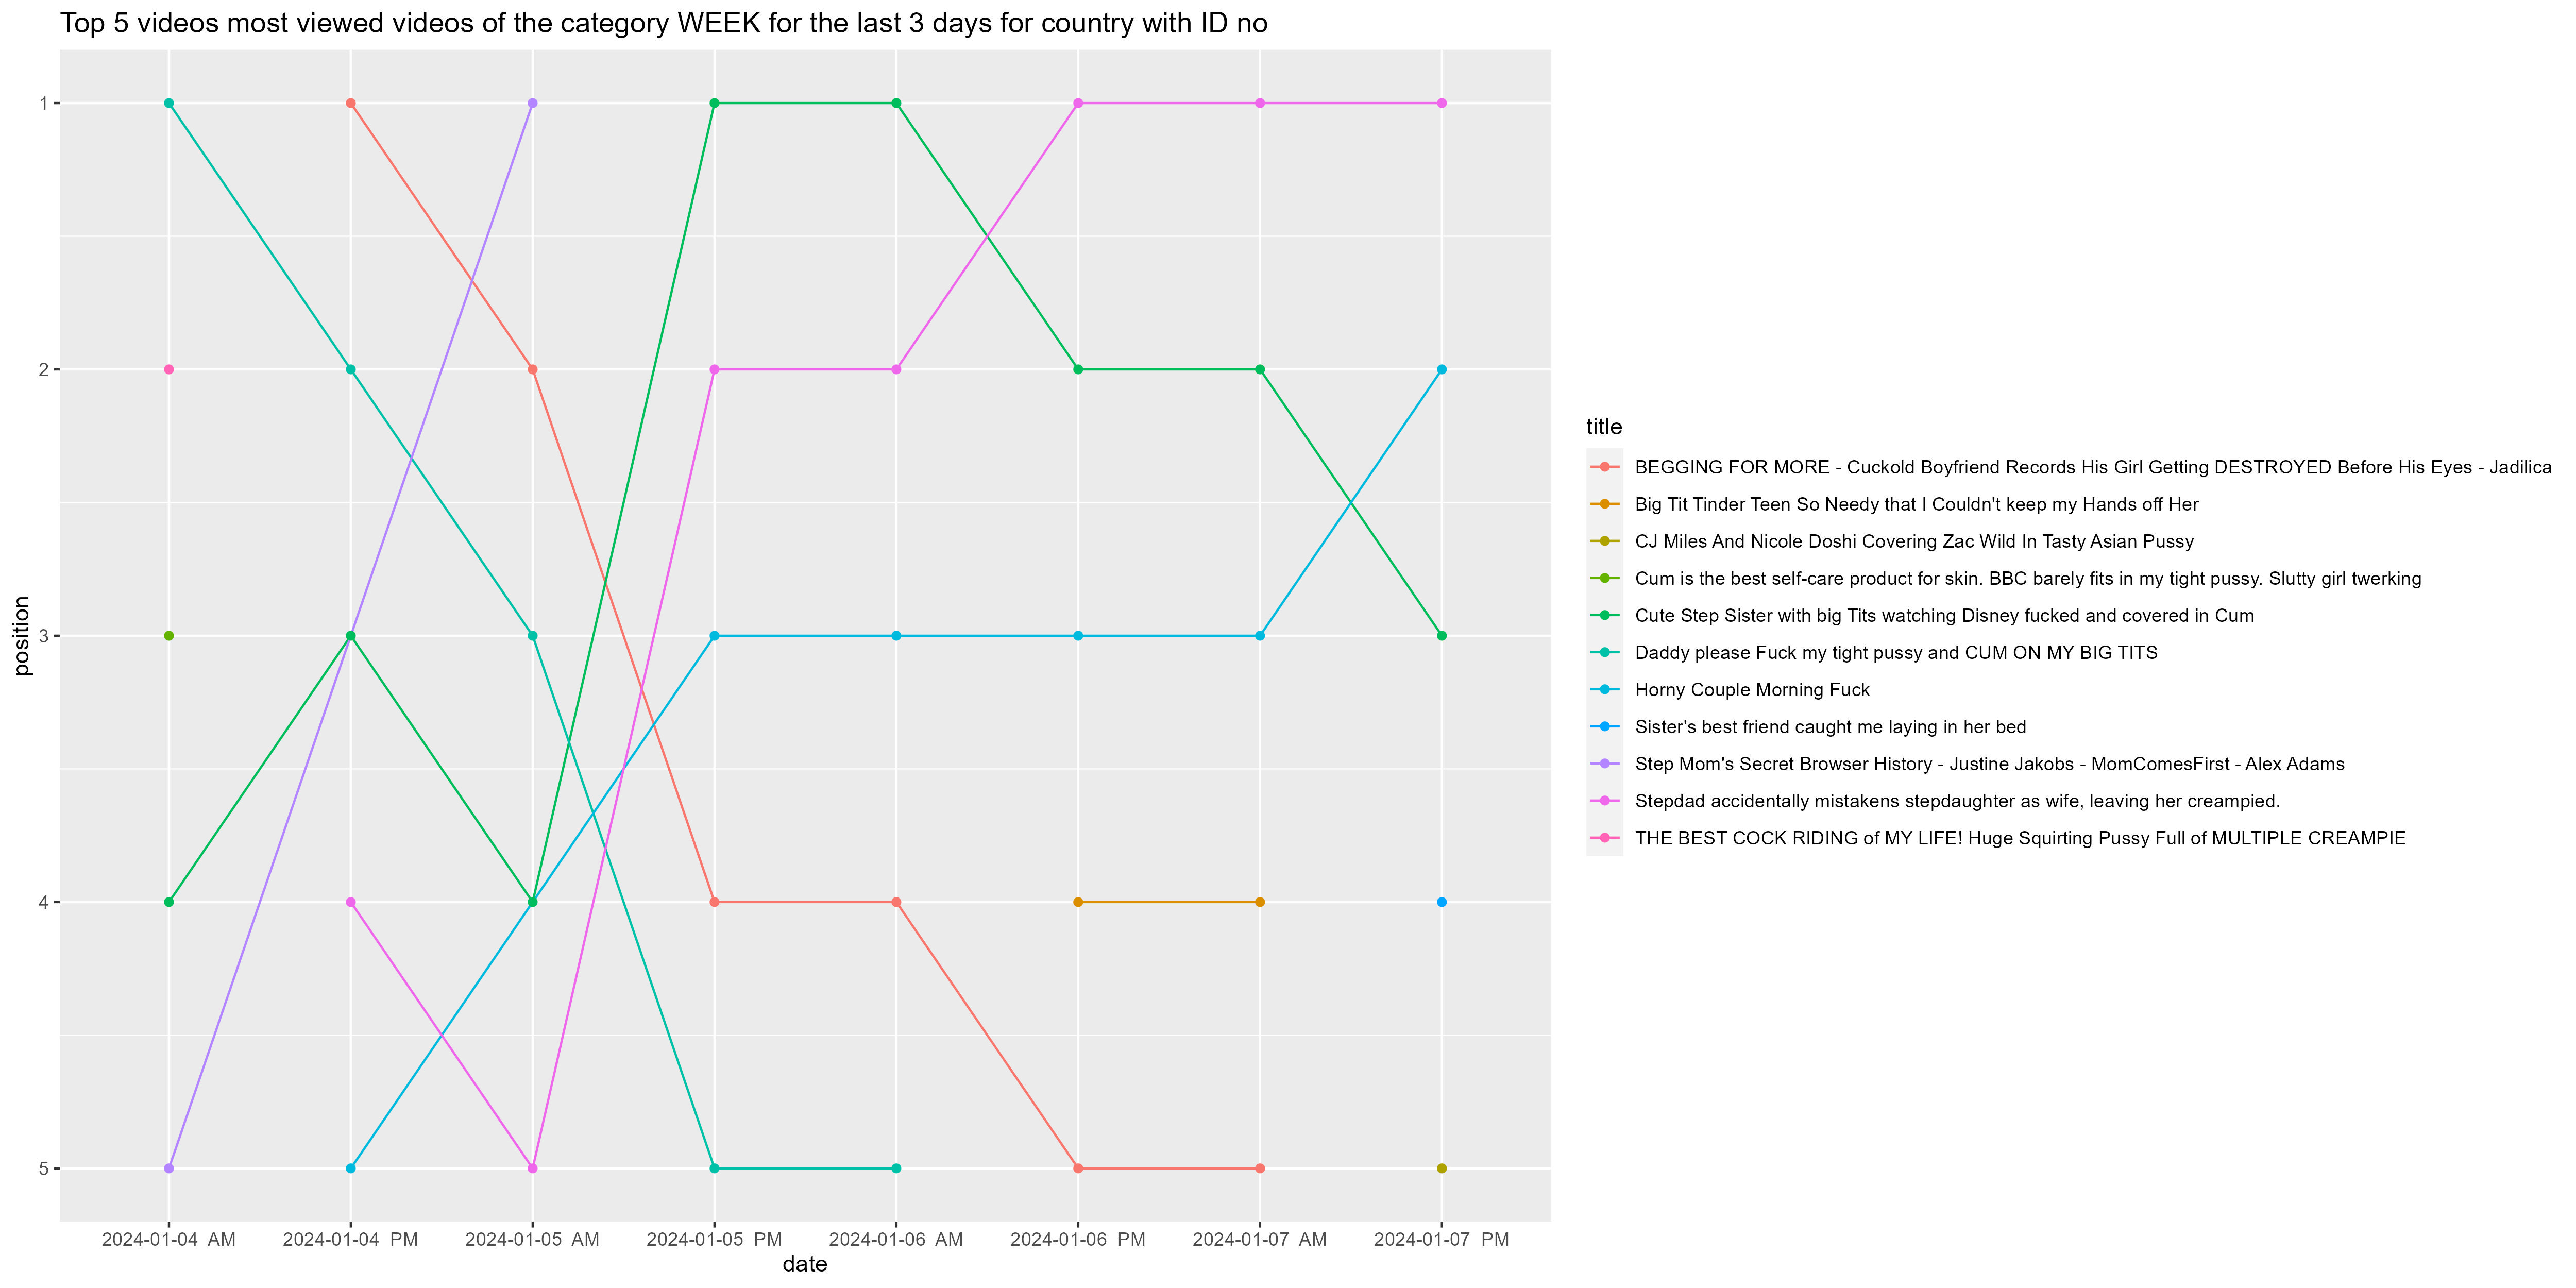 Top 5 videos most viewed videos of the category WEEK for the last 3 days for country with ID no
position
1
2
3
4
5
2024-01-04 AM
2024-01-04 PM
2024-01-05 AM
2024-01-05 PM
2024-01-06 AM
2024-01-06 PM
2024-01-07 AM
2024-01-07 PM
date
title
BEGGING FOR MORE - Cuckold Boyfriend Records His Girl Getting DESTROYED Before His Eyes - Jadilica
Big Tit Tinder Teen So Needy that I Couldn't keep my Hands off Her
CJ Miles And Nicole Doshi Covering Zac Wild In Tasty Asian Pussy
Cum is the best self-care product for skin. BBC barely fits in my tight pussy. Slutty girl twerking
Cute Step Sister with big Tits watching Disney fucked and covered in Cum
Daddy please Fuck my tight pussy and CUM ON MY BIG TITS
Horny Couple Morning Fuck
Sister's best friend caught me laying in her bed
Step Mom's Secret Browser History - Justine Jakobs - MomComesFirst - Alex Adams
Stepdad accidentally mistakens stepdaughter as wife, leaving her creampied.
THE BEST COCK RIDING of MY LIFE! Huge Squirting Pussy Full of MULTIPLE CREAMPIE